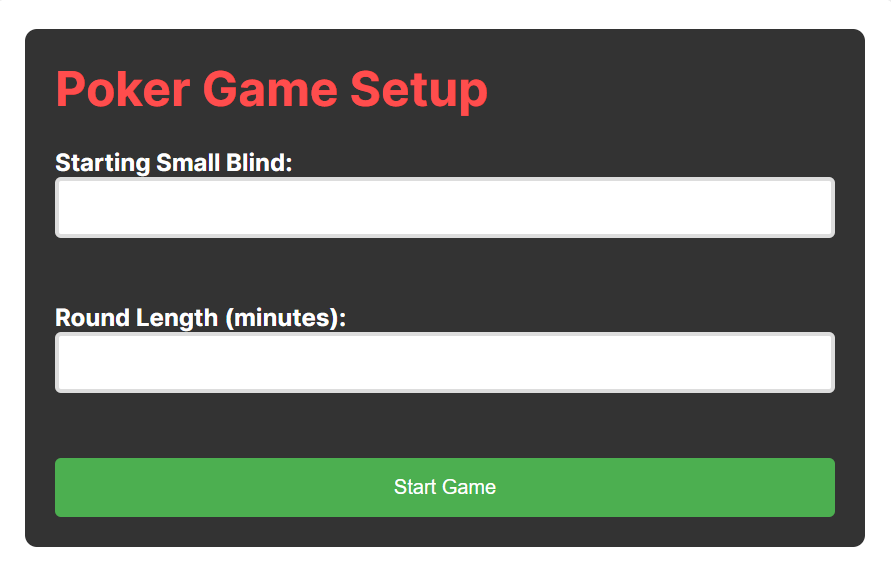 Poker Game Setup
Starting Small Blind:
Round Length (minutes):
Start Game